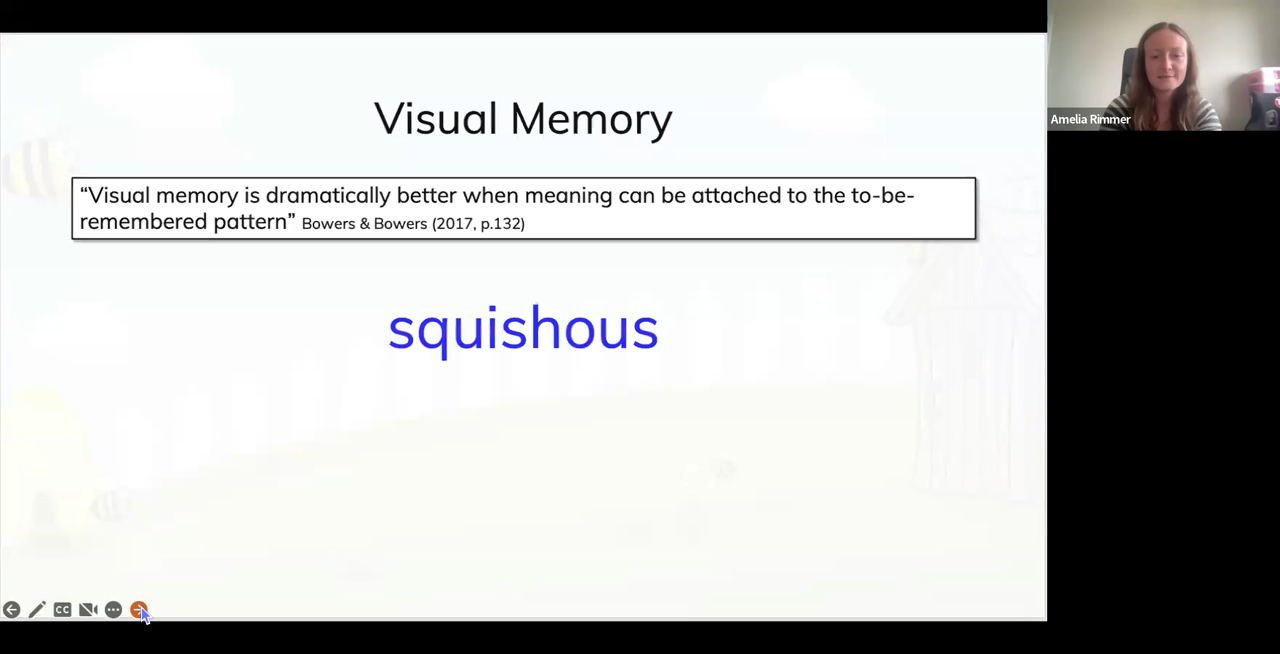 Visual Memory
“Visual memory is dramatically better when meaning can be attached to the to-be-
remembered pattern” Bowers & Bowers (2017, p.132)
squishous
Amelia Rimmer
CC